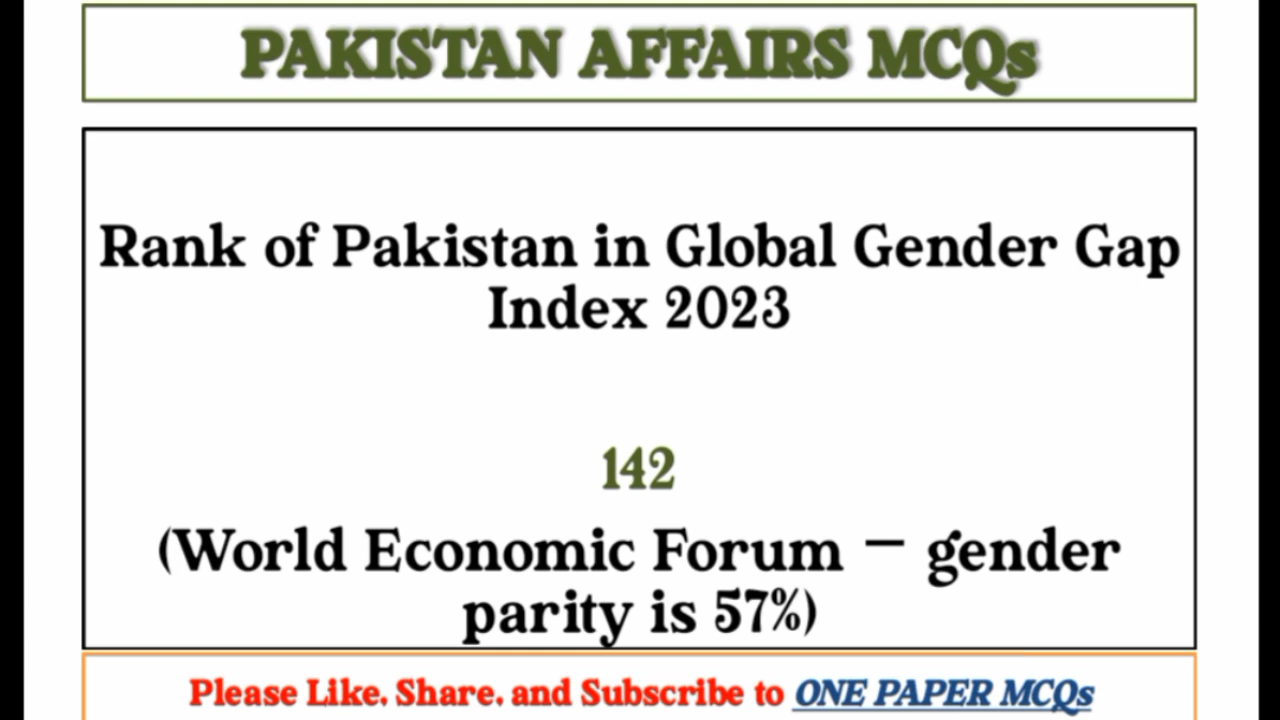 PAKISTAN AFFAIRS MCQs
Rank of Pakistan in Global Gender Gap
Index 2023
142
(World Economic Forum – gender
parity is 57%)
Please Like. Share. and Subscribe to ONE PAPER MCQs